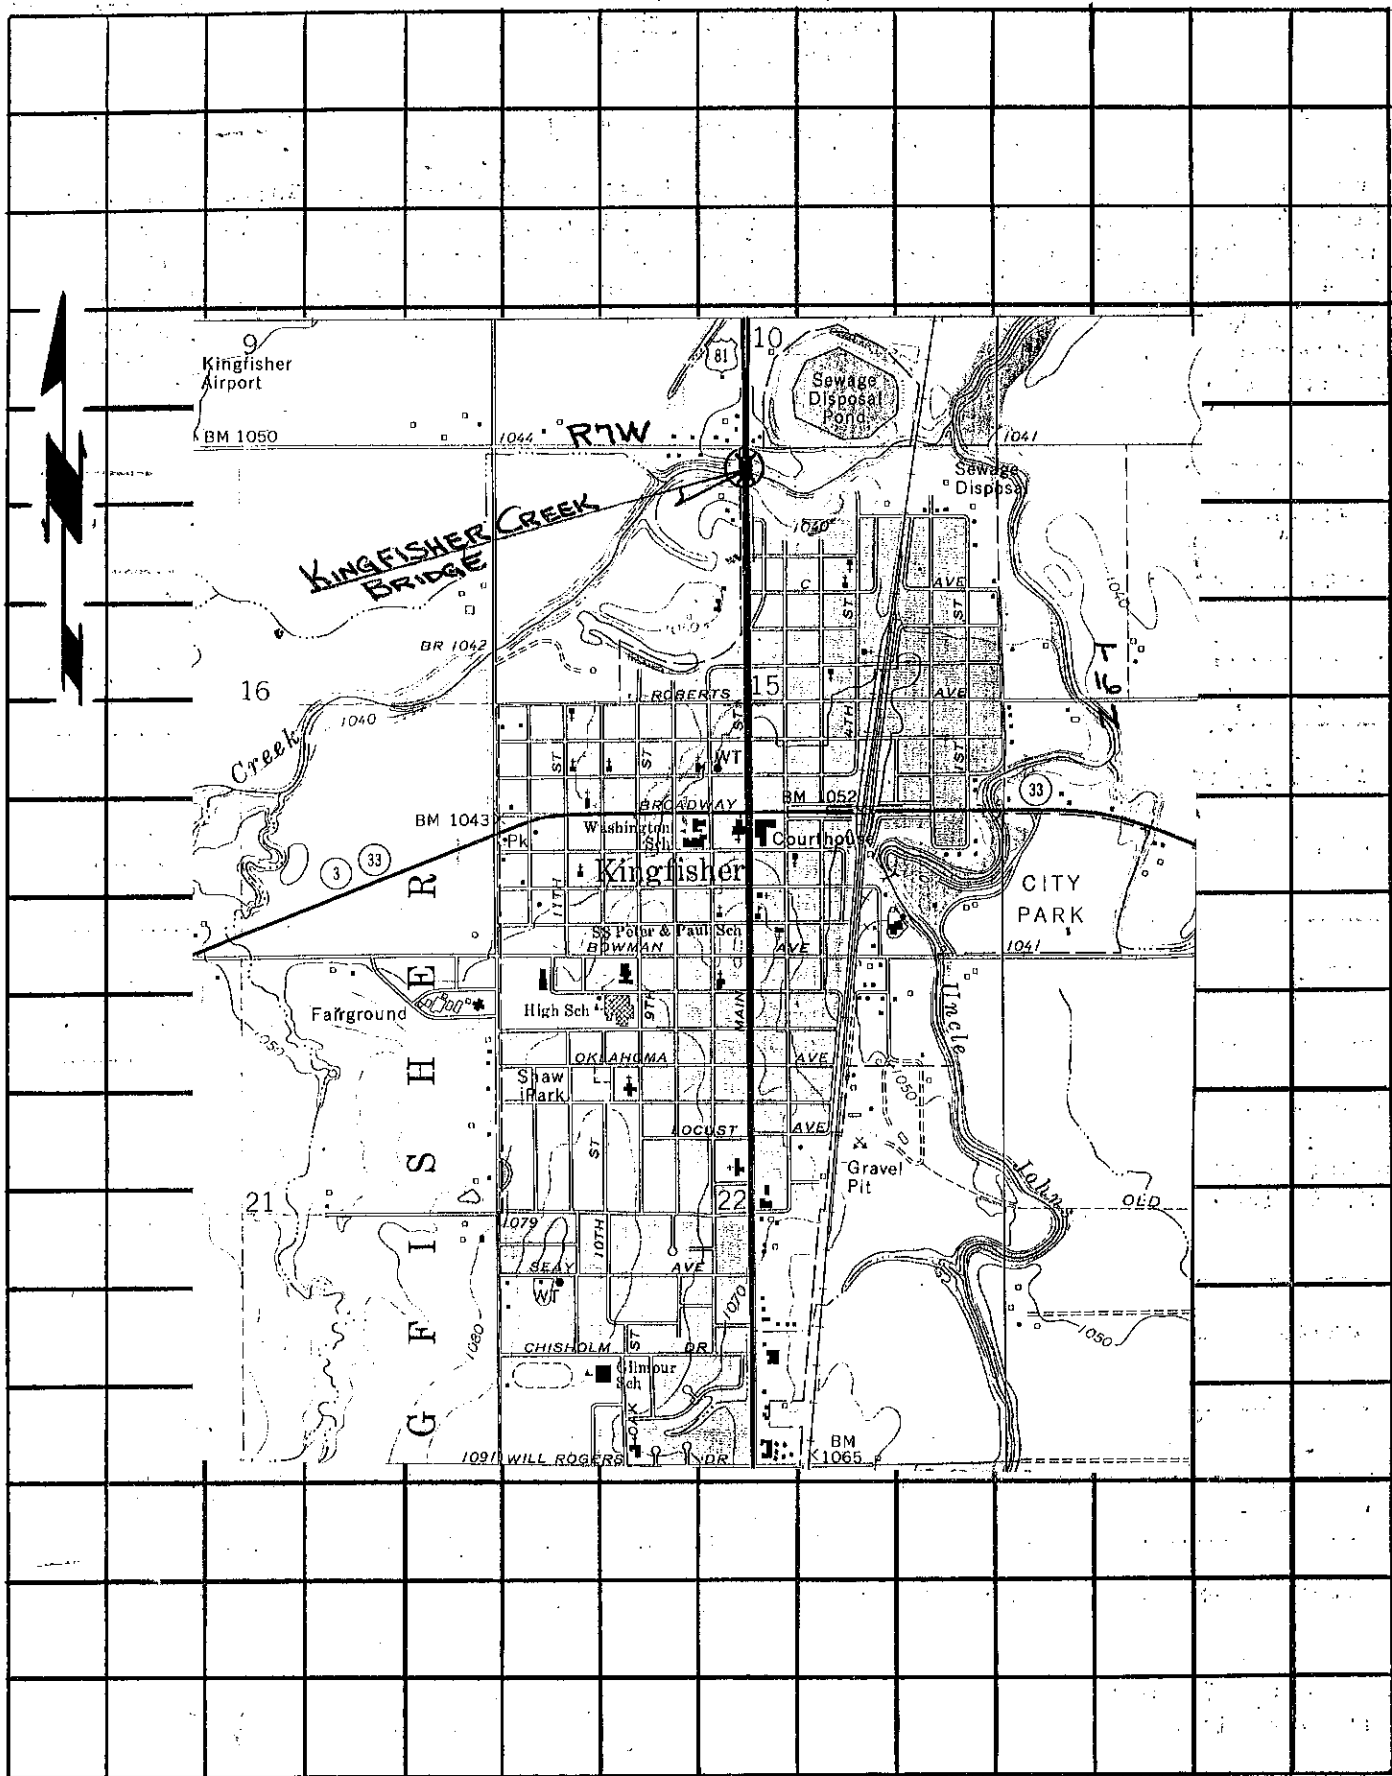 9
Kingfisher
Airport
81
10
Sewage
Disposal
Pond
BM 1050
1044
R7W
1041
Sewage
Disposal
KINGFISHER CREEK
BRIDGE
1040
C
AVE
ST
ST
1040
BR 1042
T16N
16
ROBERTS
15
AVE
1040
ST
4TH
Creek
ST
ST
WT
1ST
33
BROADWAY
BM 1052
BM 1043
Washington
Sch
Courthouse
Pk
3
33
Kingfisher
CITY
PARK
11TH
SS Peter & Paul Sch
BOWMAN
AVE
1041
Fairground
High Sch
9TH
MAIN
Uncle
1050
OKLAHOMA
AVE
Shaw
Park
1050
LOCUST
AVE
ST
Gravel
Pit
John
21
22
OLD
1079
10TH
SEAY
AVE
WT
1070
1080
CHISHOLM
ST
DR
1050
Gilmour
Sch
OAK
1091
WILL ROGERS
DR
BM
1065
G F I S H E R